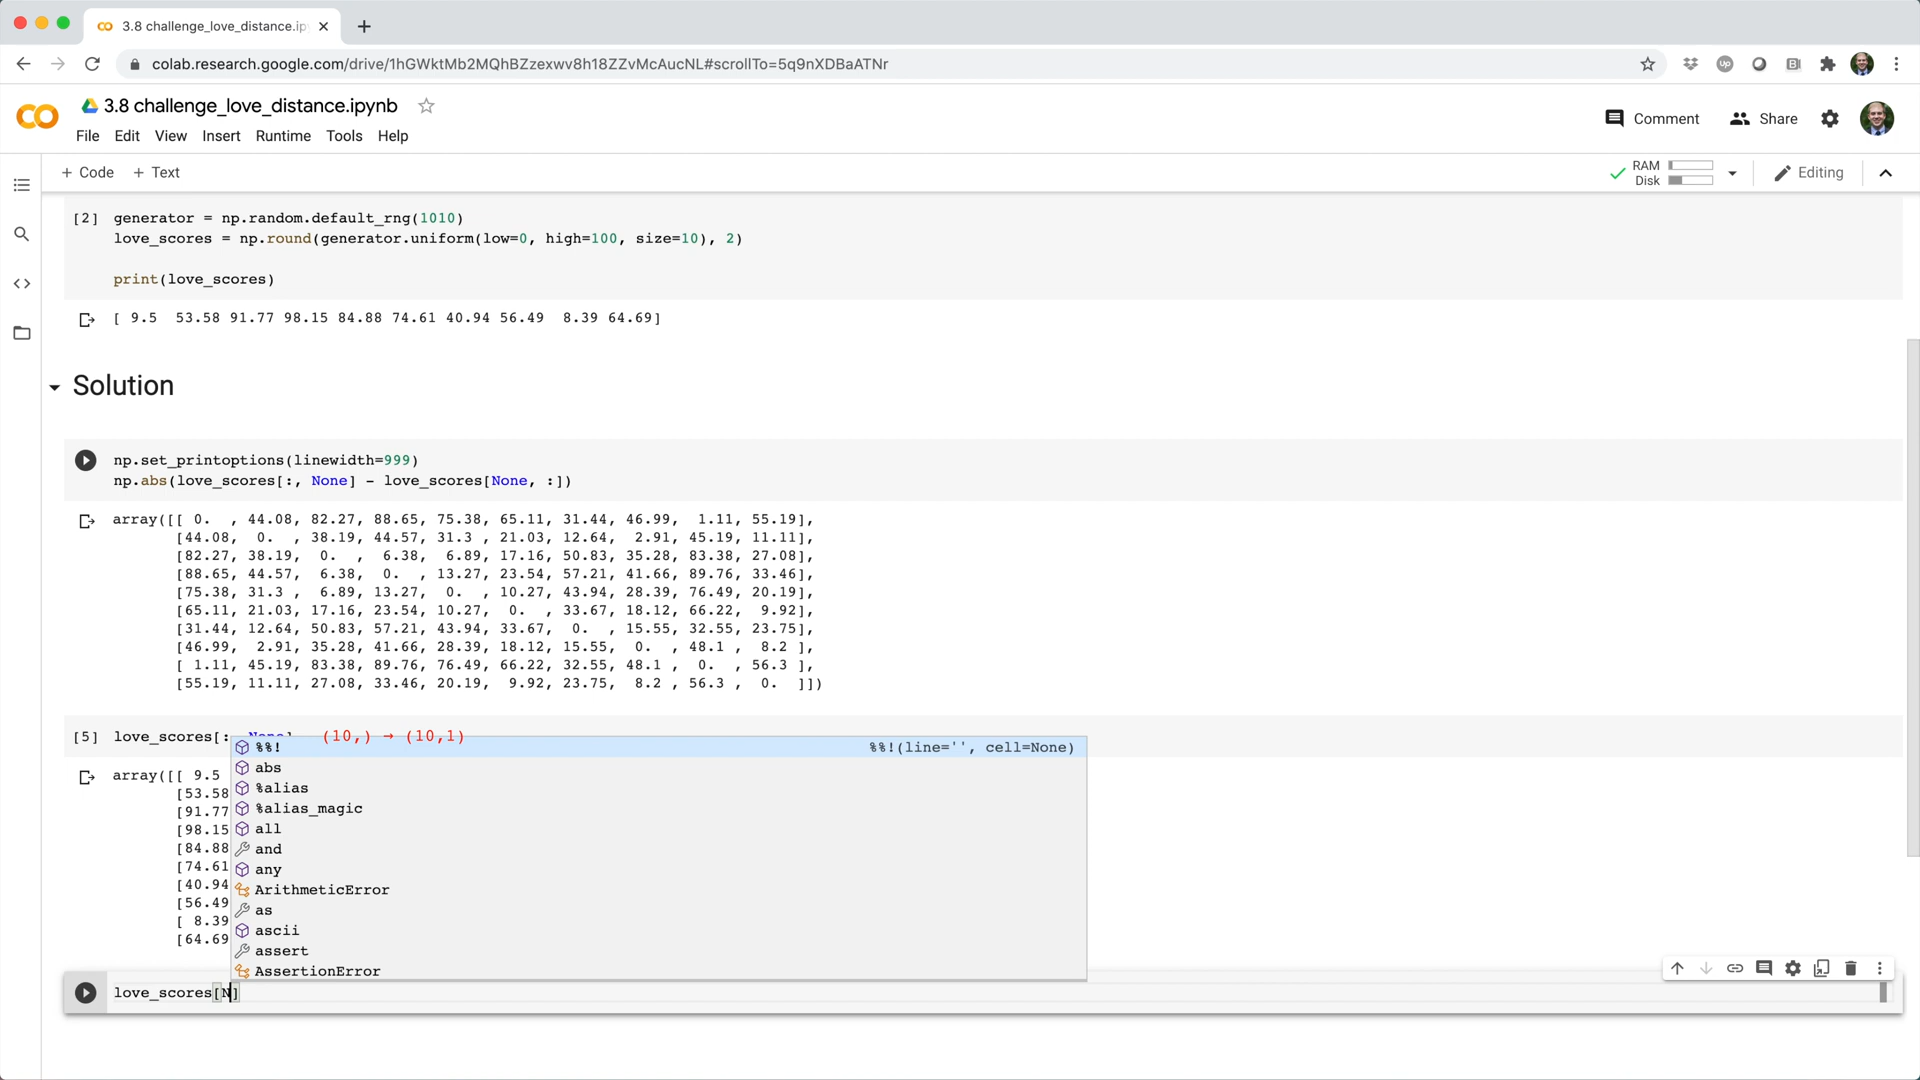 3.8 challenge_love_distance.ip
colab.research.google.com/drive/1hGWktMb2MQhBZzexwv8h18ZZvMcAucNL#scrollTo=5q9nXDBaATNr
3.8 challenge_love_distance.ipynb
File Edit View Insert Runtime Tools Help
Comment Share
+ Code + Text
RAM
Disk
Editing
[2] generator = np.random.default_rng(1010)
love_scores = np.round(generator.uniform(low=0, high=100, size=10), 2)
print(love_scores)
[ 9.5  53.58 91.77 98.15 84.88 74.61 40.94 56.49  8.39 64.69]
Solution
np.set_printoptions(linewidth=999)
np.abs(love_scores[:, None] - love_scores[None, :])
array([[ 0.  , 44.08, 82.27, 88.65, 75.38, 65.11, 31.44, 46.99,  1.11, 55.19],
[44.08,  0.  , 38.19, 44.57, 31.3 , 21.03, 12.64,  2.91, 45.19, 11.11],
[82.27, 38.19,  0.  ,  6.38,  6.89, 17.16, 50.83, 35.28, 83.38, 27.08],
[88.65, 44.57,  6.38,  0.  , 13.27, 23.54, 57.21, 41.66, 89.76, 33.46],
[75.38, 31.3 ,  6.89, 13.27,  0.  , 10.27, 43.94, 28.39, 76.49, 20.19],
[65.11, 21.03, 17.16, 23.54, 10.27,  0.  , 33.67, 18.12, 66.22,  9.92],
[31.44, 12.64, 50.83, 57.21, 43.94, 33.67,  0.  , 15.55, 32.55, 23.75],
[46.99,  2.91, 35.28, 41.66, 28.39, 18.12, 15.55,  0.  , 48.1 ,  8.2 ],
[ 1.11, 45.19, 83.38, 89.76, 76.49, 66.22, 32.55, 48.1 ,  0.  , 56.3 ],
[55.19, 11.11, 27.08, 33.46, 20.19,  9.92, 23.75,  8.2 , 56.3 ,  0.  ]])
[5] love_scores[:, None] (10,) → (10,1)
%%! %%!(line='', cell=None)
abs
array([[ 9.5
%alias
[53.58
%alias_magic
[91.77
all
[98.15
and
[84.88
any
[74.61
ArithmeticError
[40.94
as
[56.49
ascii
[ 8.39
assert
[64.69
AssertionError
love_scores[N]